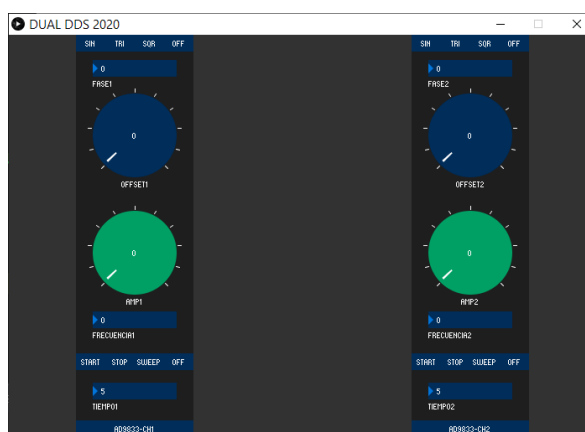 DUAL DDS 2020
SIN TRI SQR OFF
0
FASE1
0
OFFSET1
0
AMP1
0
FRECUENCIA1
START STOP SWEEP OFF
5
TIEMPO1
AD9833-CH1
SIN TRI SQR OFF
0
FASE2
0
OFFSET2
0
AMP2
0
FRECUENCIA2
START STOP SWEEP OFF
5
TIEMPO2
AD9833-CH2